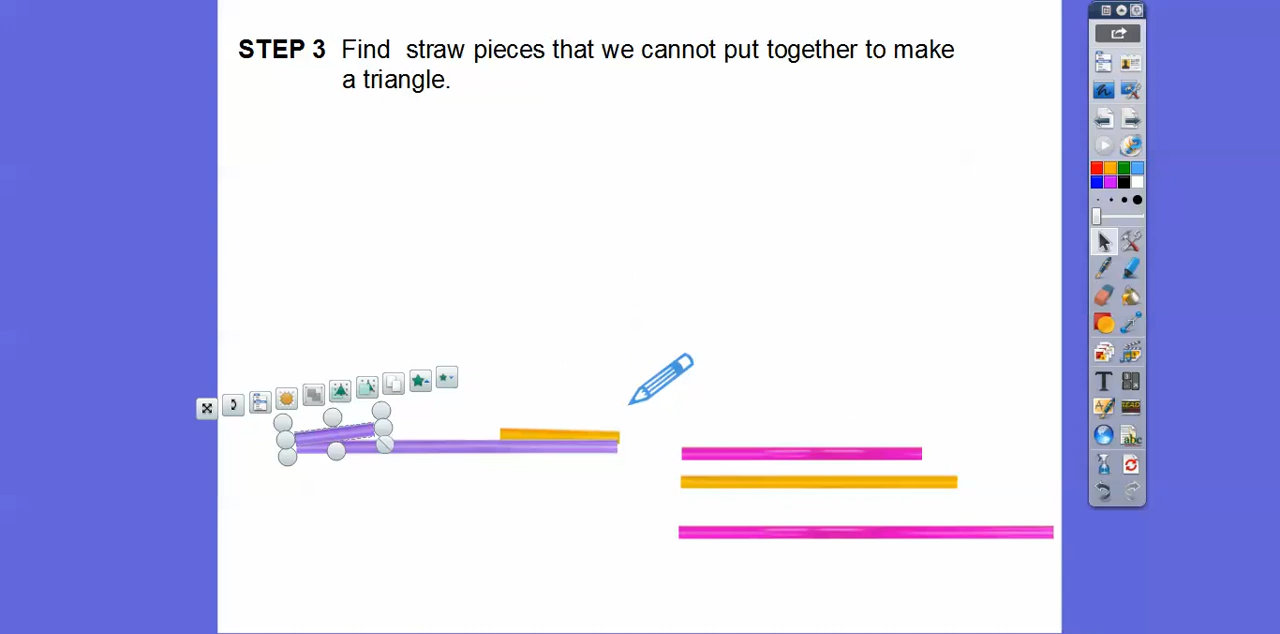 STEP 3 Find straw pieces that we cannot put together to make
a triangle.